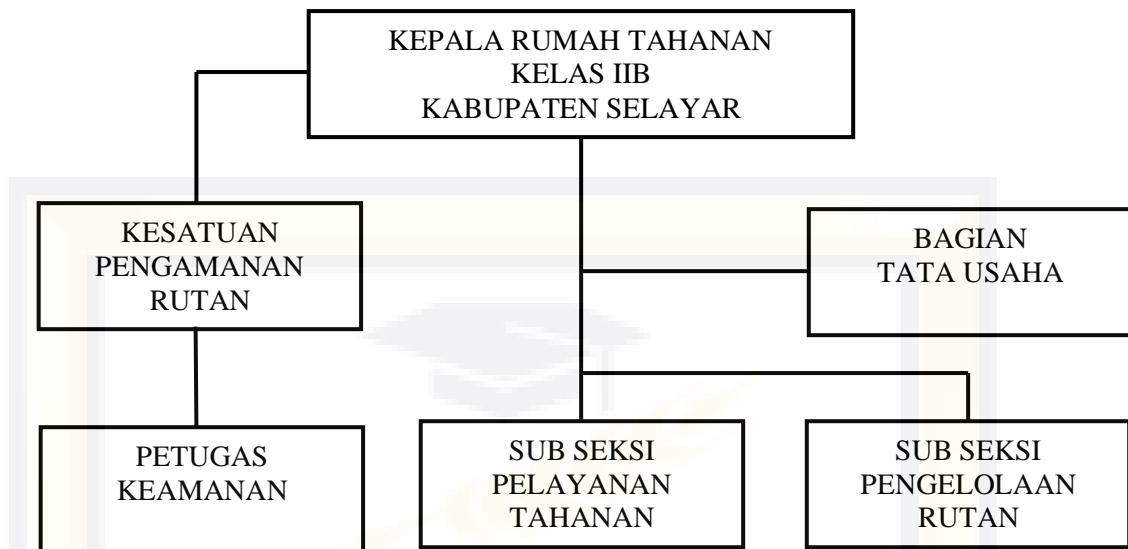 KEPALA RUMAH TAHANAN
KELAS IIB
KABUPATEN SELAYAR
KESATUAN
PENGAMANAN
RUTAN
BAGIAN
TATA USAHA
PETUGAS
KEAMANAN
SUB SEKSI
PELAYANAN
TAHANAN
SUB SEKSI
PENGELOLAAN
RUTAN